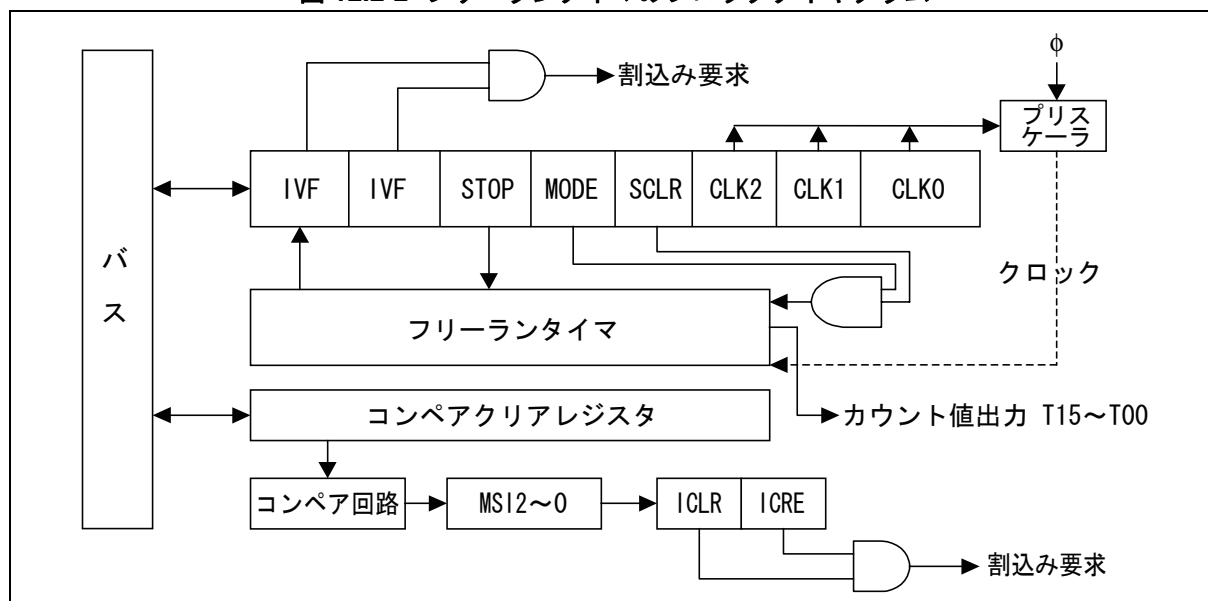 φ
割込み要求
プリス
ケーラ
IVF IVF STOP MODE SCLR CLK2 CLK1 CLK0
バ
ス
クロック
フリーランタイマ
コンペアクリアレジスタ
カウント値出力 T15～T00
コンペア回路 MSI2～0 ICLR ICRE
割込み要求